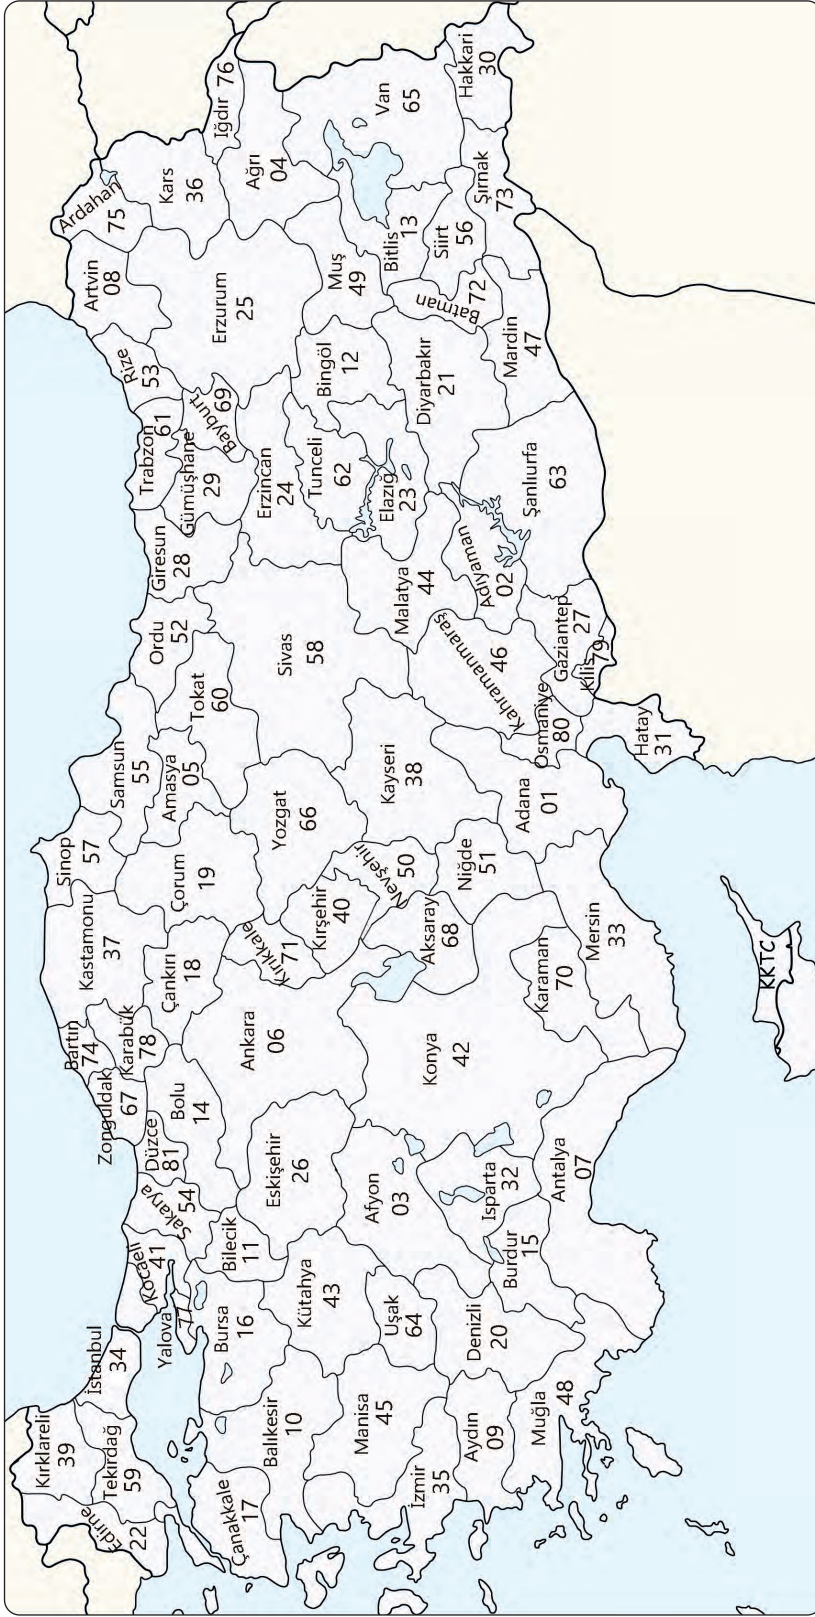 Kırklareli
39
Edirne
22
Tekirdağ
59
İstanbul
34
Çanakkale
17
Yalova
77
Kocaeli
41
Sakarya
54
Düzce
81
Zonguldak
67
Bartın
74
Karabük
78
Kastamonu
37
Sinop
57
Samsun
55
Ordu
52
Giresun
28
Trabzon
61
Rize
53
Artvin
08
Ardahan
75
Balıkesir
10
Bursa
16
Bilecik
11
Bolu
14
Çankırı
18
Çorum
19
Amasya
05
Tokat
60
Gümüşhane
29
Bayburt
69
Erzurum
25
Kars
36
Iğdır 76
Ağrı
04
Kütahya
43
Eskişehir
26
Ankara
06
Kırıkkale
71
Kırşehir
40
Yozgat
66
Sivas
58
Erzincan
24
Tunceli
62
Bingöl
12
Muş
49
Bitlis
13
Van
65
Manisa
45
İzmir
35
Uşak
64
Afyon
03
Konya
42
Aksaray
68
Nevşehir
50
Niğde
51
Kayseri
38
Malatya
44
Elazığ
23
Diyarbakır
21
Batman
72
Siirt
56
Şırnak
73
Hakkari
30
Aydın
09
Denizli
20
Isparta
32
Burdur
15
Muğla
48
Antalya
07
Karaman
70
Mersin
33
Adana
01
Osmaniye
80
Kahramanmaraş
46
Adıyaman
02
Gaziantep
27
Kilis
79
Hatay
31
Şanlıurfa
63
Mardin
47
KKTC